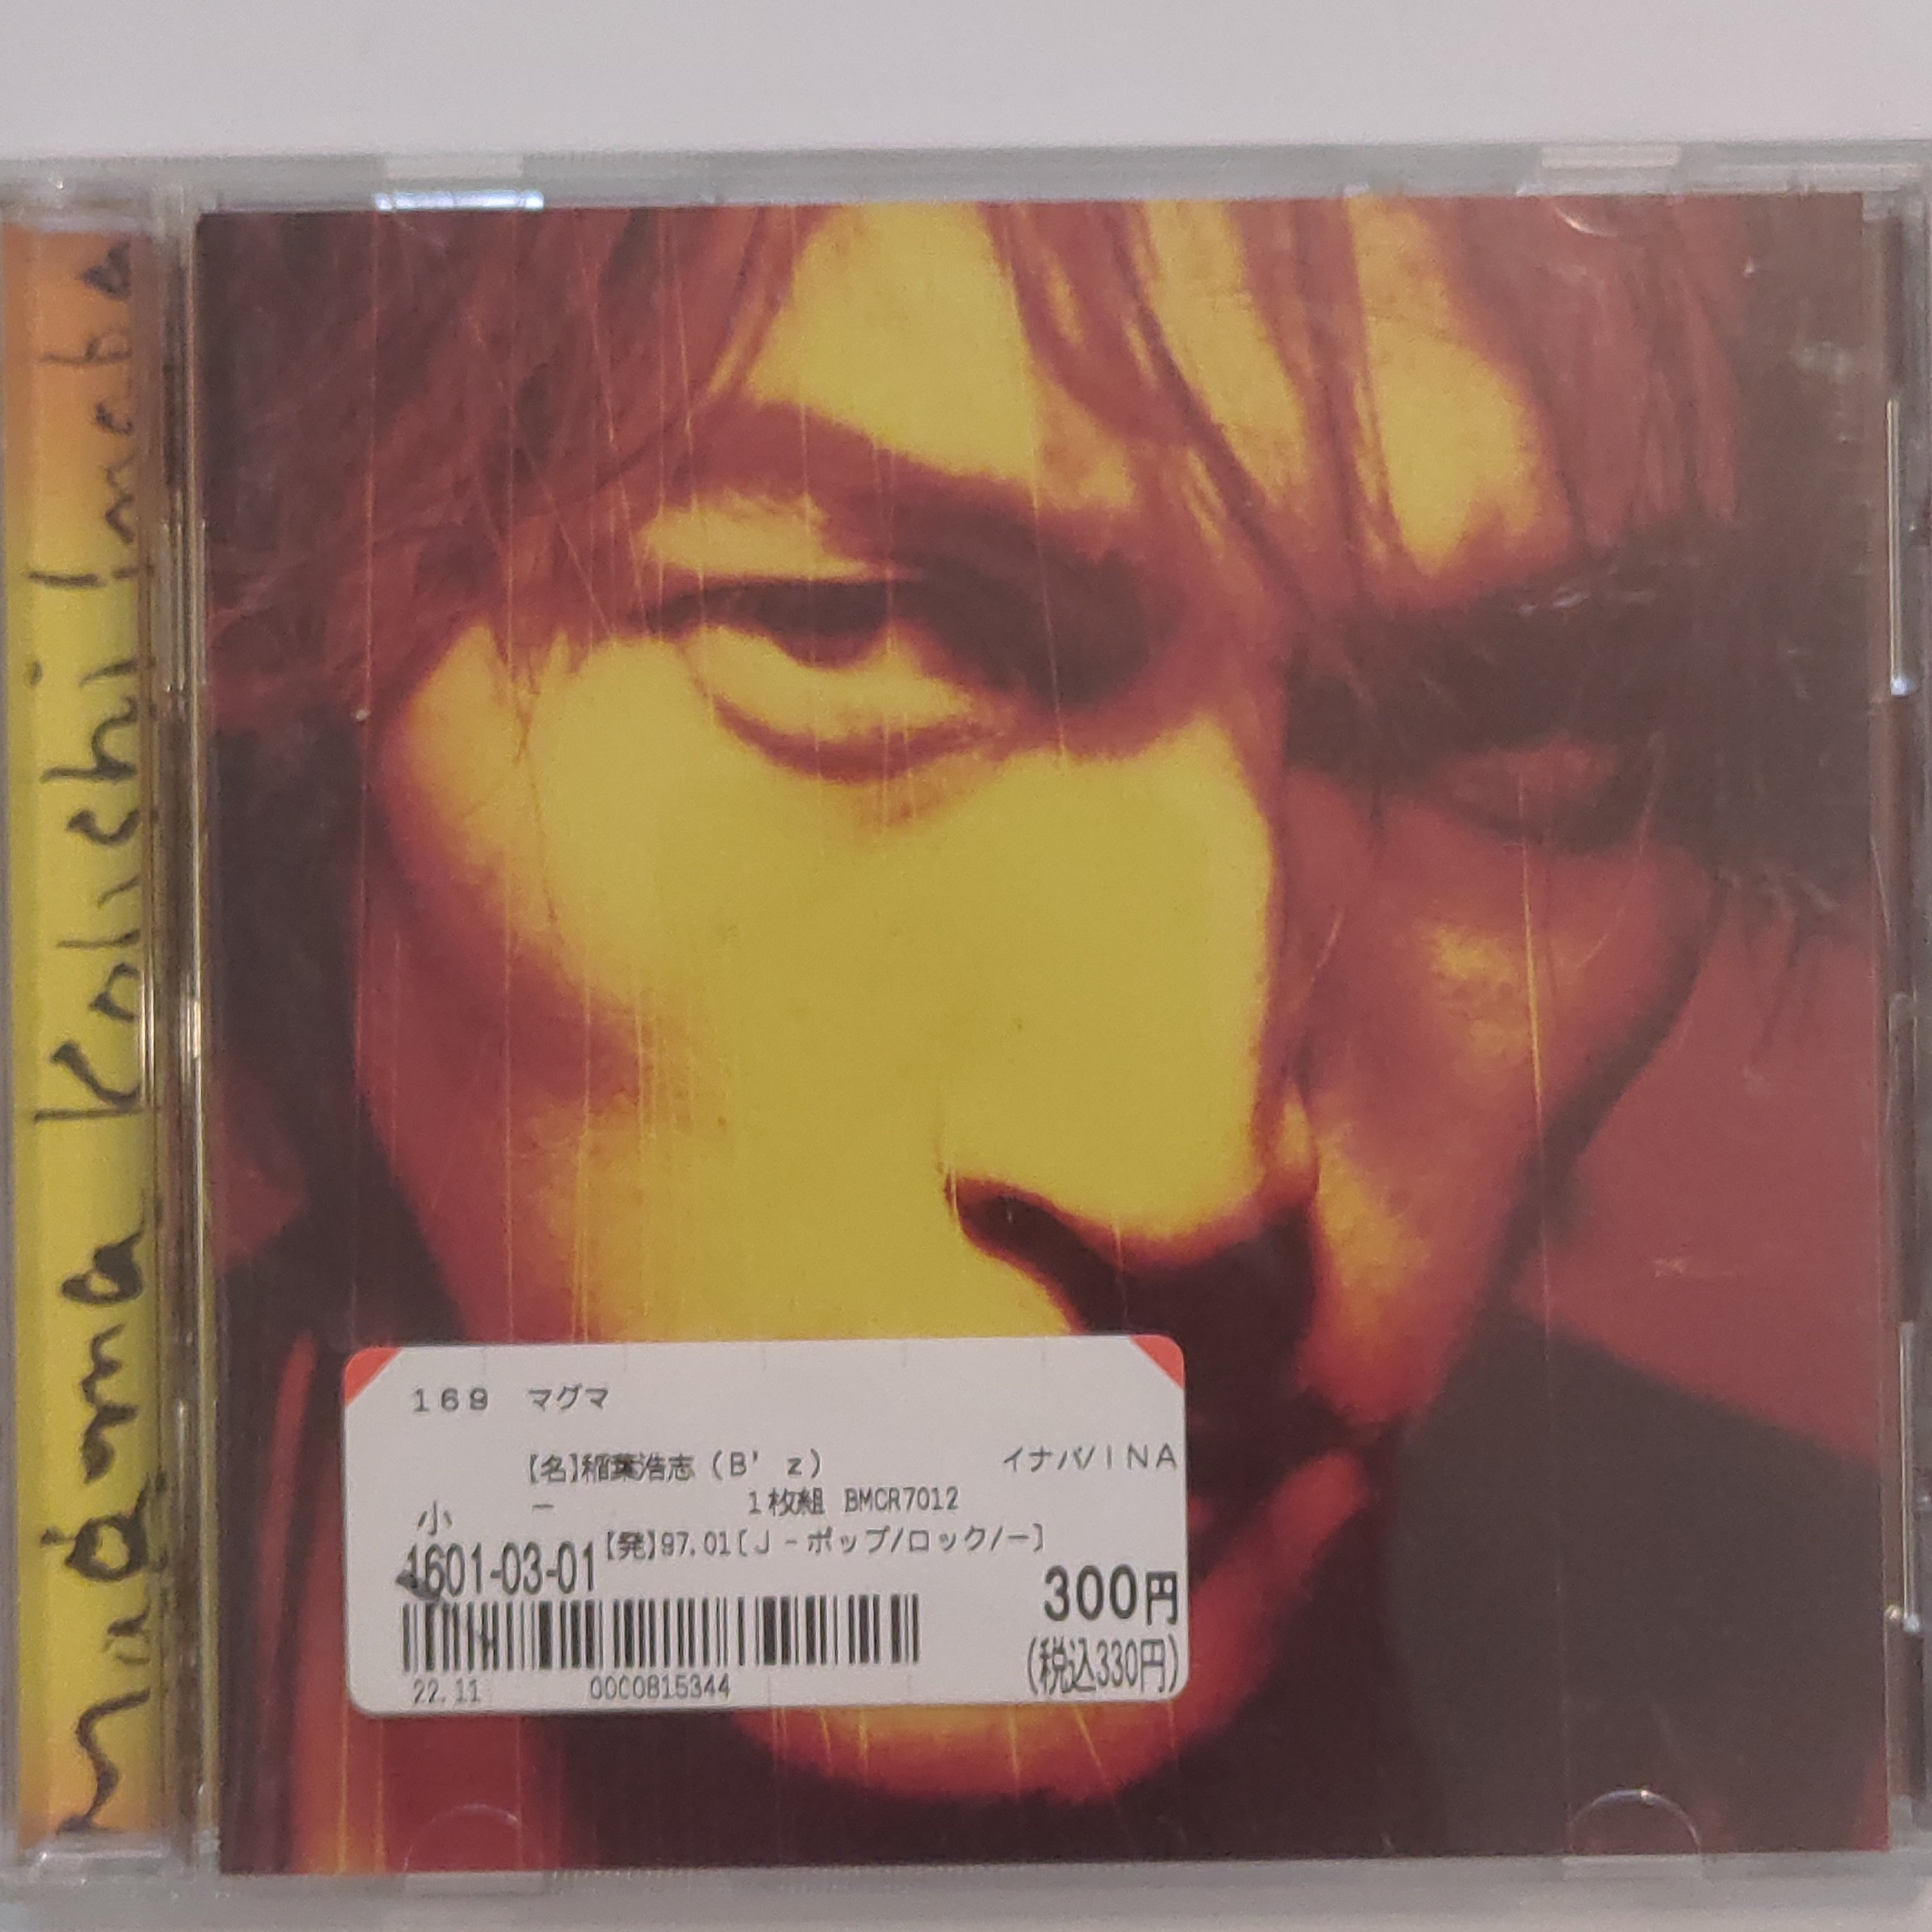 magma Kohshi Inaba
169 マグマ
【名】稲葉浩志（B'z） イナバ/INA
小 ー 1枚組 BMCR7012
1601-03-01 【発】97.01[J-ポップ/ロック/ー]
300円
(税込330円)
22.11 00C0815344